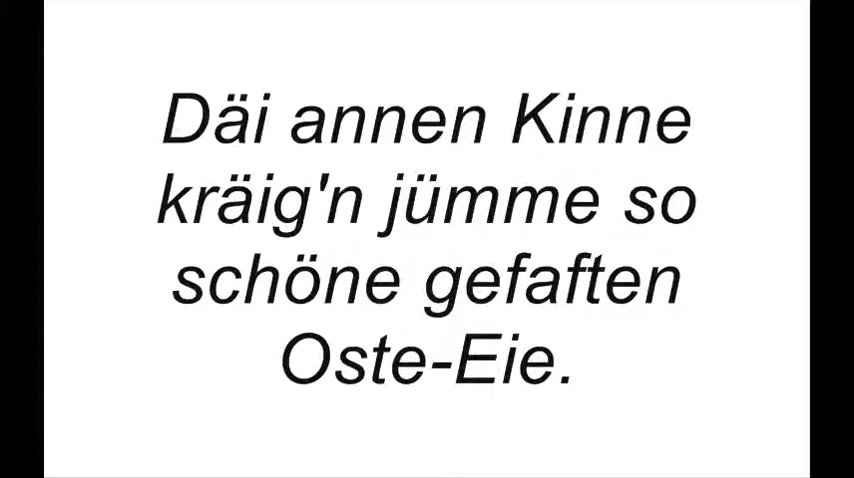 Däi annen Kinne
kräig'n jümme so
schöne gefaften
Oste-Eie.